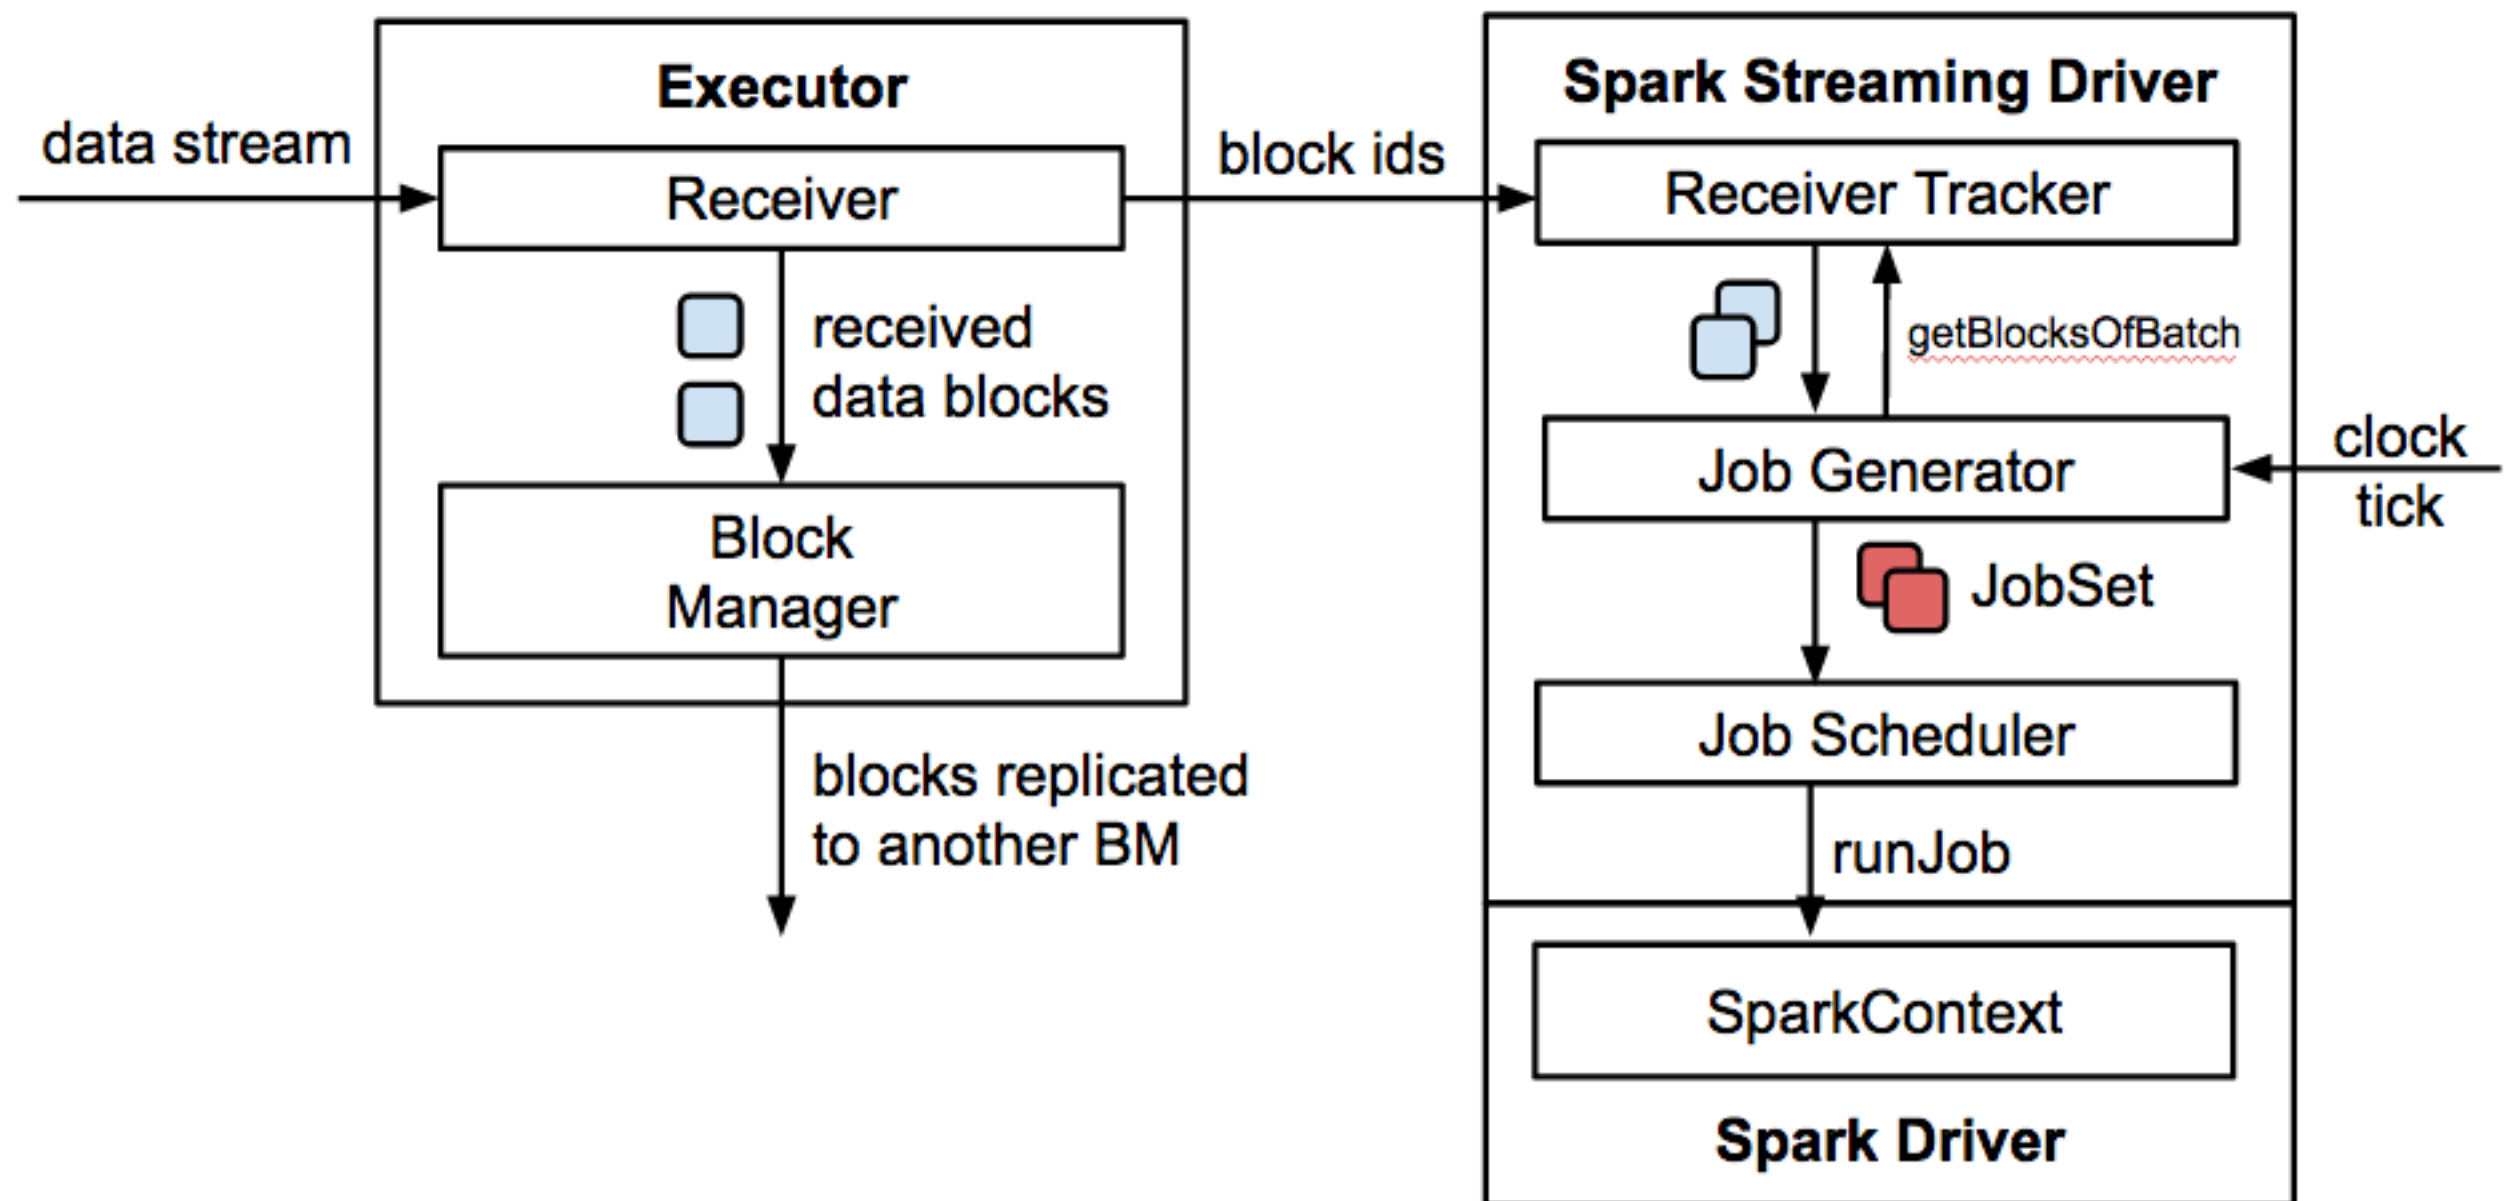 data stream
Executor
Receiver
received
data blocks
Block
Manager
blocks replicated
to another BM
block ids
Spark Streaming Driver
Receiver Tracker
getBlocksOfBatch
Job Generator
clock
tick
JobSet
Job Scheduler
runJob
SparkContext
Spark Driver